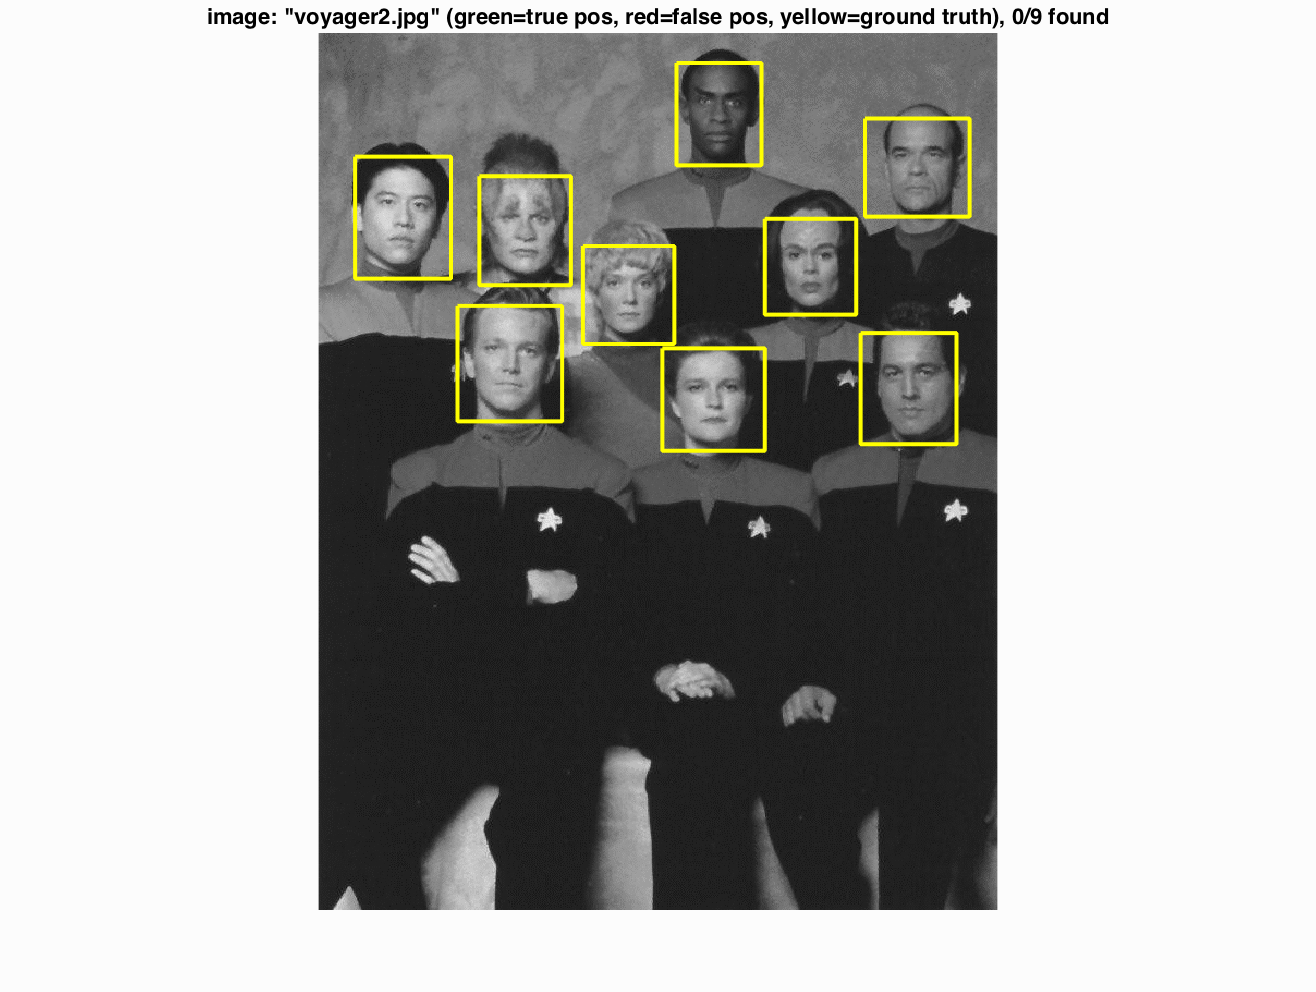 image: "voyager2.jpg" (green=true pos, red=false pos, yellow=ground truth), 0/9 found